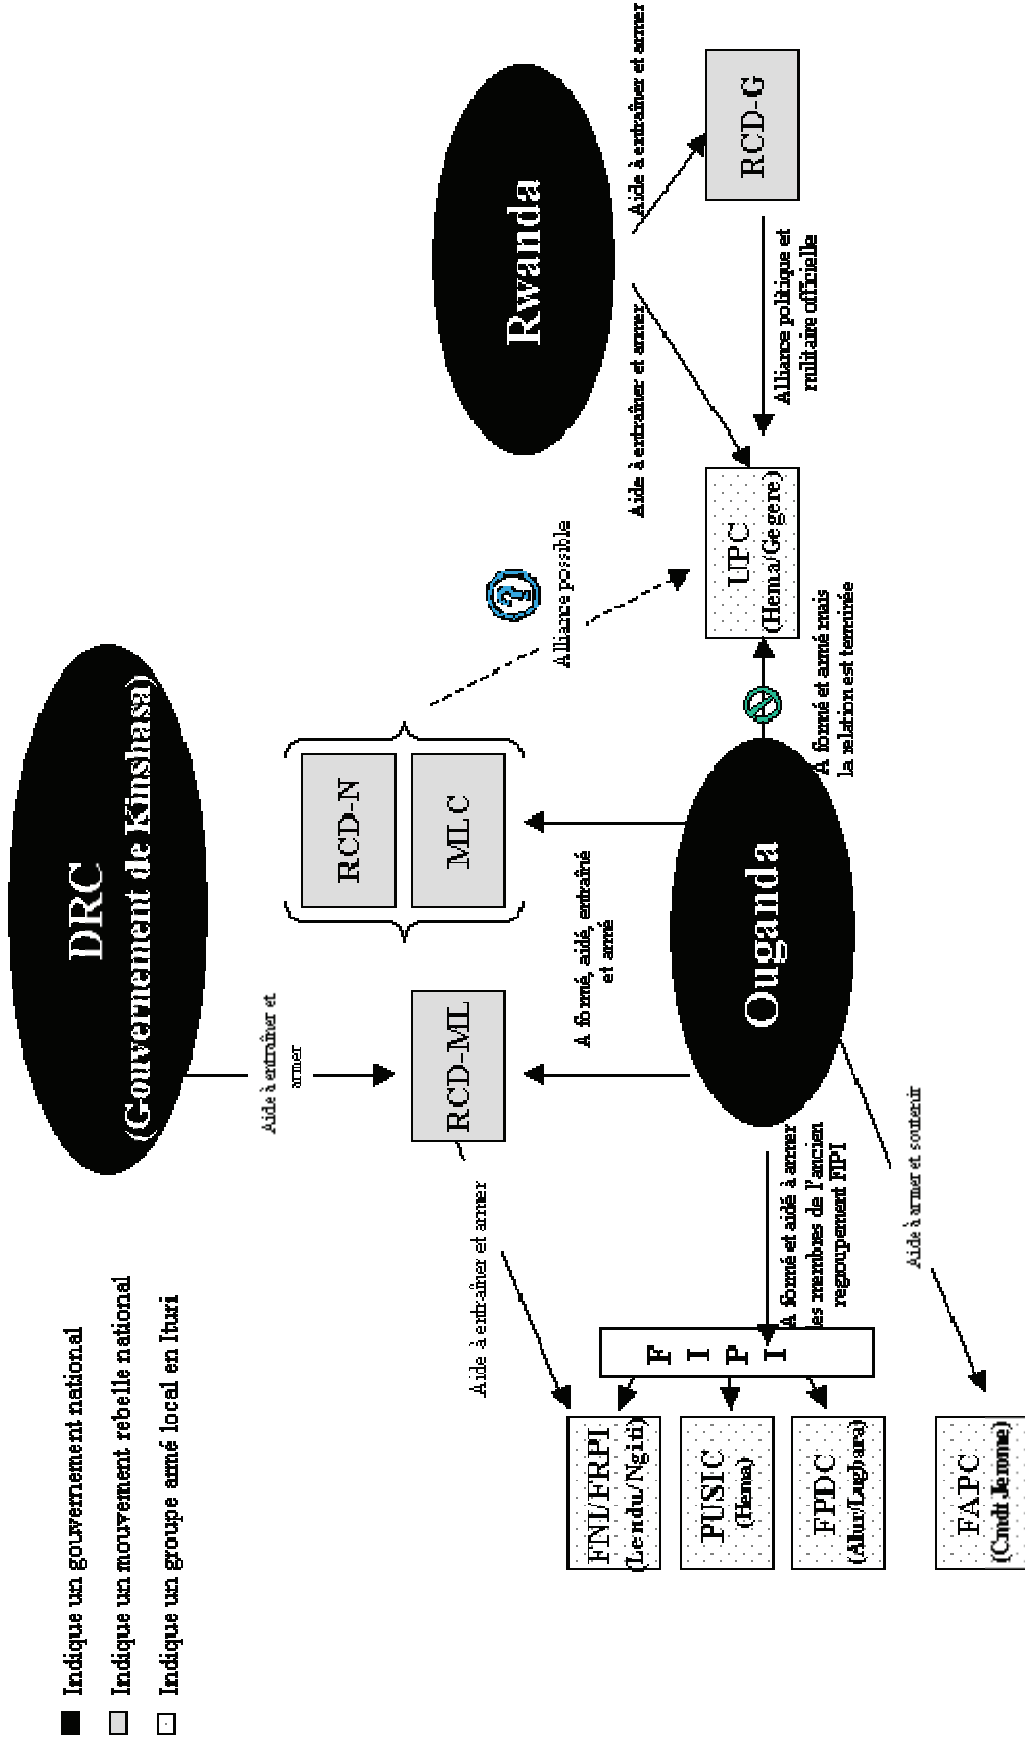 DRC
(Gouvernement de Kinshasa)
Indique un gouvernement national
Indique un mouvement rebelle national
Indique un groupe armé local en Ituri
Aide à entraîner et
armer
RCD-N
MLC
RCD-ML
Rwanda
Aide à entraîner et armer
Aide à entraîner et armer
Alliance possible
?
A formé, aidé, entraîné
et armé
Aide à entraîner et armer
RCD-G
Alliance politique et
militaire officielle
UPC
(Hema/Gegere)
A formé et armé mais
la relation est terminée
Ouganda
A formé et aidé à armer
les membres de l'ancien
regroupement FIPI
F I P I
FNI/FRPI
(Lendu/Ngiti)
PUSIC
(Hema)
FPDC
(Alur/Lugbara)
Aide à armer et soutenir
FAPC
(Cmdt Jerome)